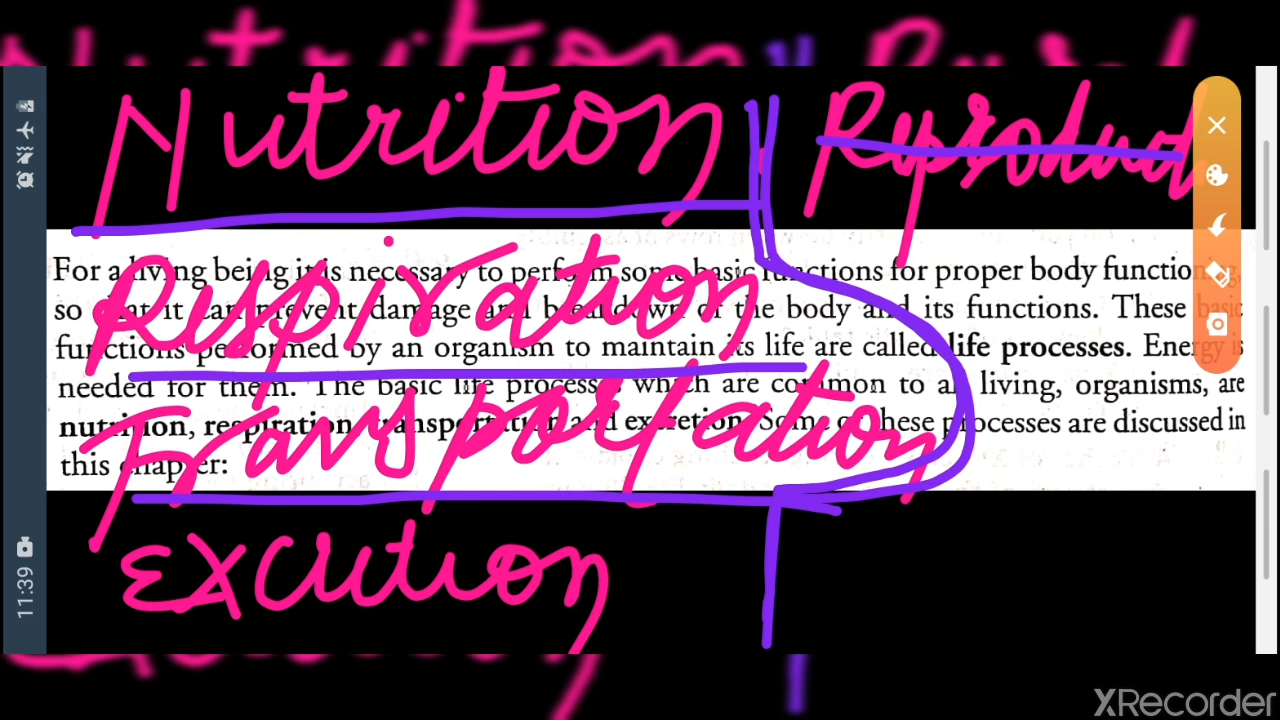 Nutrition Reproduct
For a living being it is necessary to perform some basic functions for proper body functioning,
so that it can prevent damage and breakdown of the body and its functions. These basic
Respiration
functions performed by an organism to maintain its life are called life processes. Energy is
needed for them. The basic life processes which are common to all living, organisms, are
Transportation
nutrition, respiration, transportation and excretion. Some of these processes are discussed in
this chapter:
Excrution
11:39
XRecorder